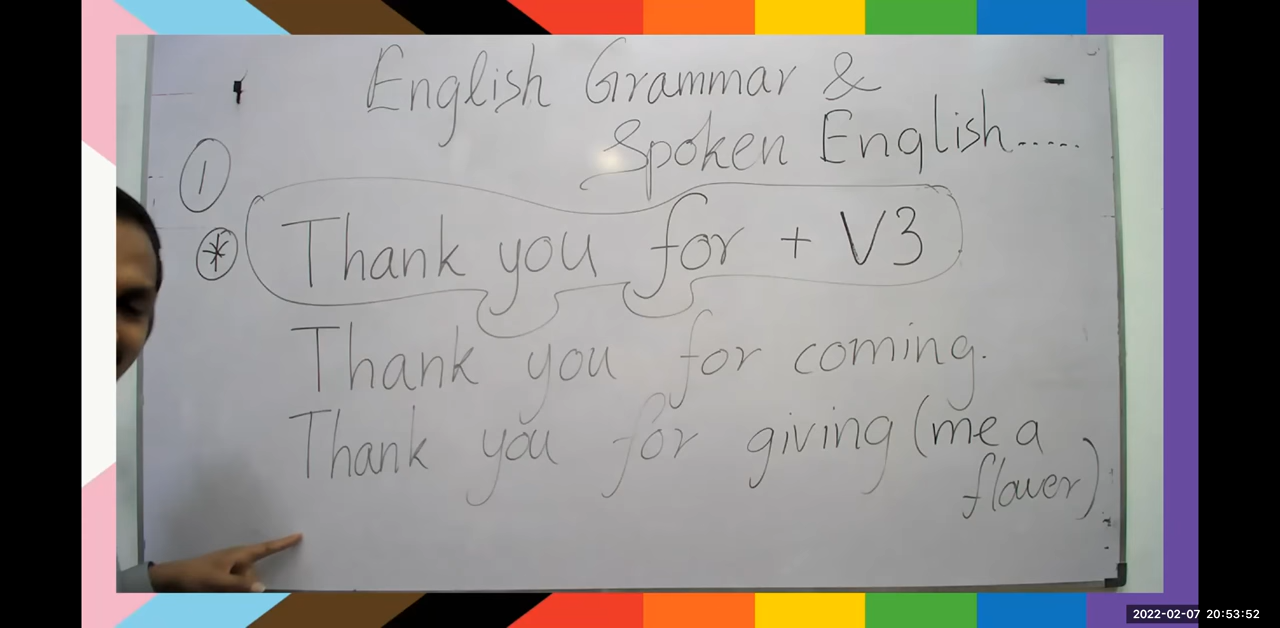 English Grammar &
Spoken English.....
1
* Thank you for + V3
Thank you for coming.
Thank you for giving (me a
flower)
2022-02-07 20:53:52